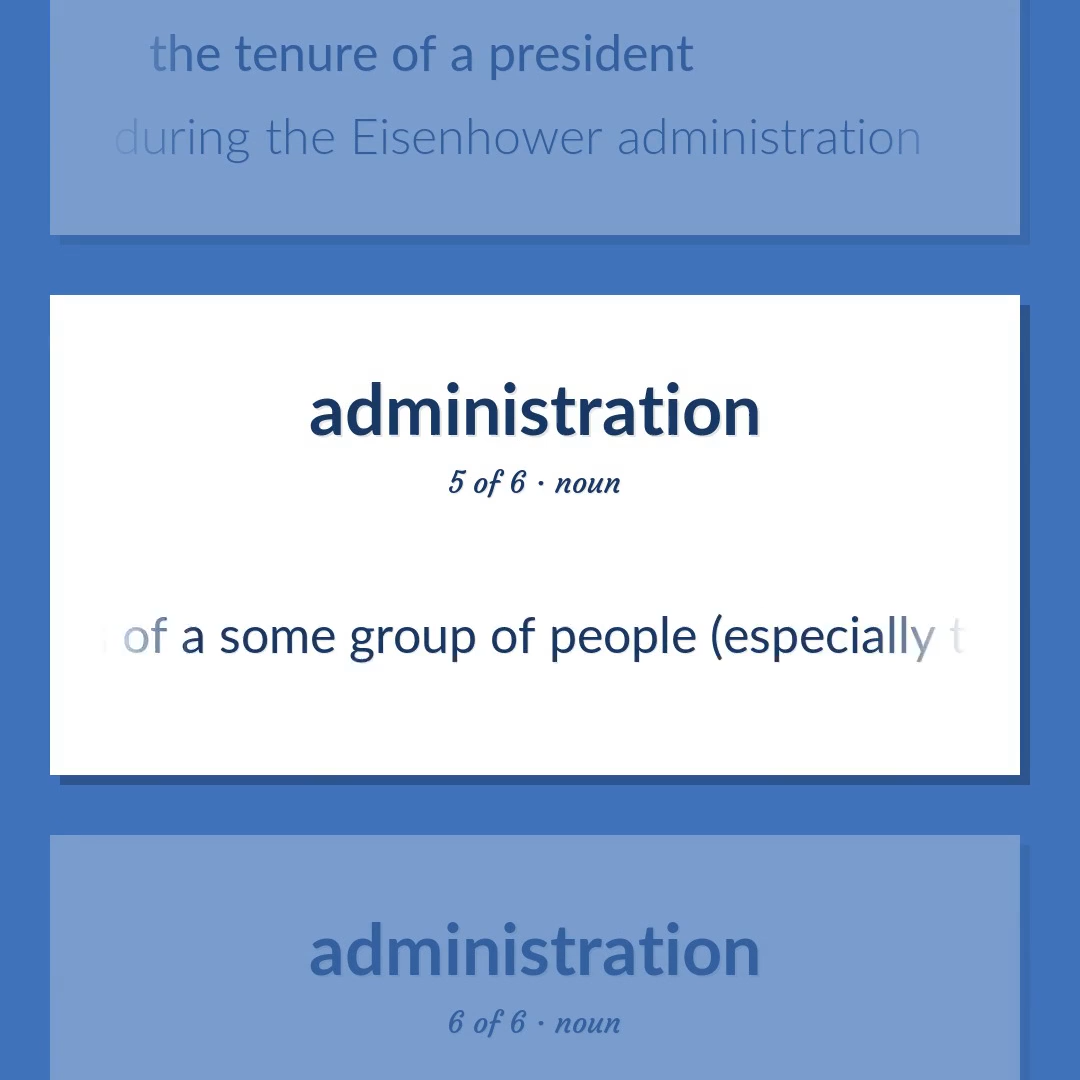 the tenure of a president
during the Eisenhower administration
administration
5 of 6 · noun
of a some group of people (especially
administration
6 of 6 · noun